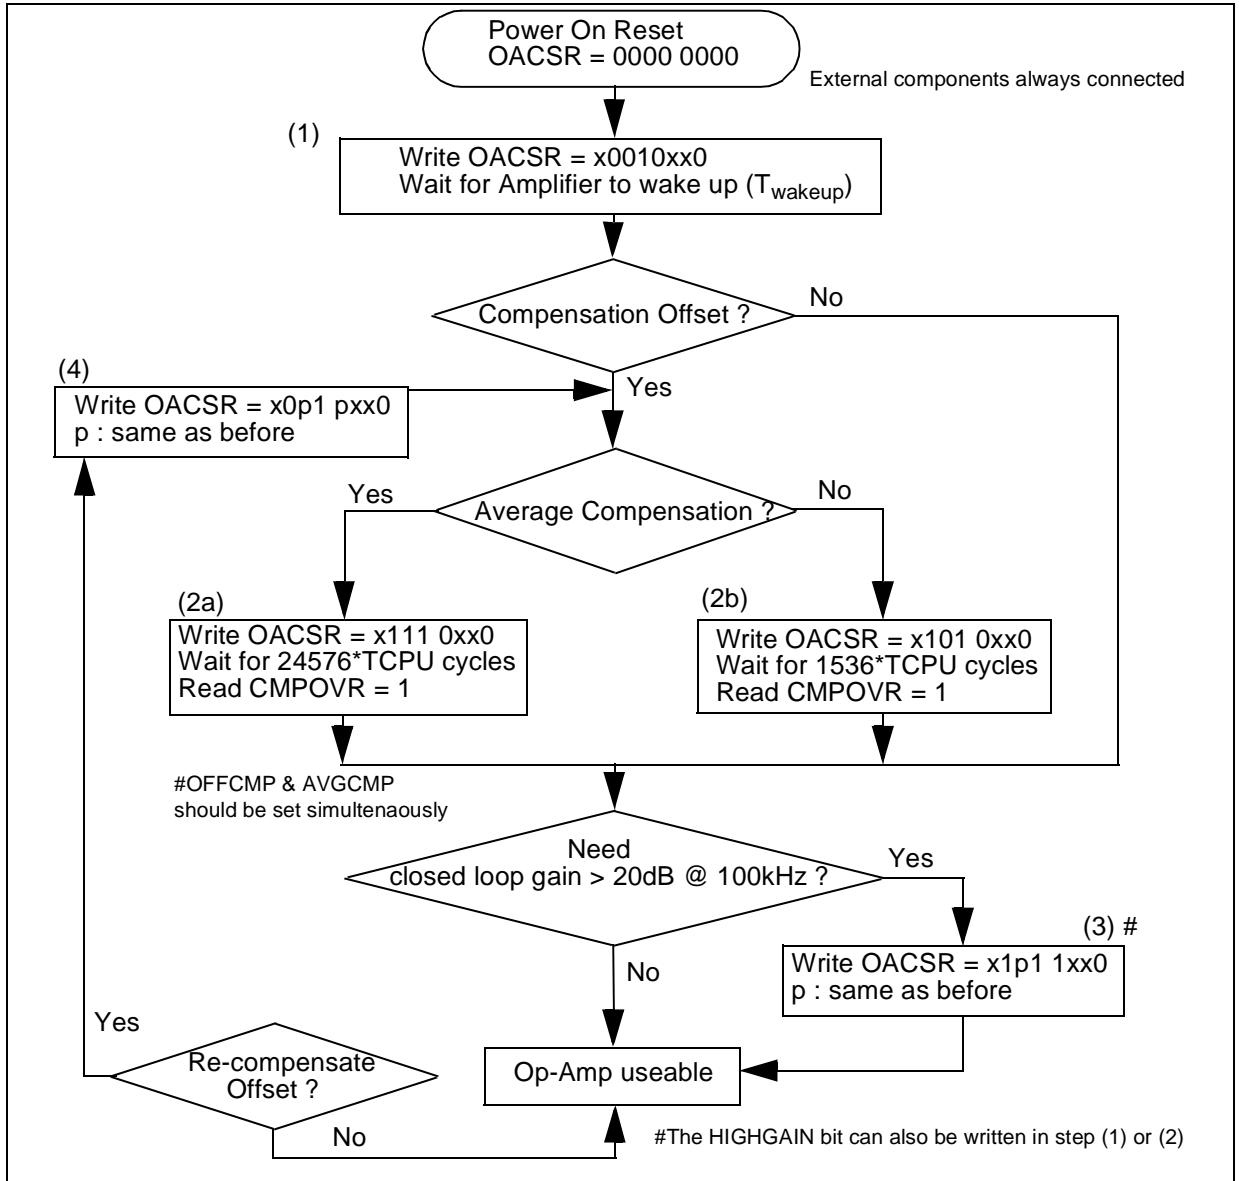 Power On Reset
OACSR = 0000 0000
External components always connected
(1)
Write OACSR = x0010xx0
Wait for Amplifier to wake up (Twakeup)
Compensation Offset ?
No
Yes
(4)
Write OACSR = x0p1 pxx0
p : same as before
Average Compensation ?
Yes
No
(2a)
Write OACSR = x111 0xx0
Wait for 24576*TCPU cycles
Read CMPOVR = 1
(2b)
Write OACSR = x101 0xx0
Wait for 1536*TCPU cycles
Read CMPOVR = 1
#OFFCMP & AVGCMP
should be set simultenaously
Need
closed loop gain > 20dB @ 100kHz ?
Yes
No
(3) #
Write OACSR = x1p1 1xx0
p : same as before
Yes
Re-compensate
Offset ?
No
Op-Amp useable
#The HIGHGAIN bit can also be written in step (1) or (2)